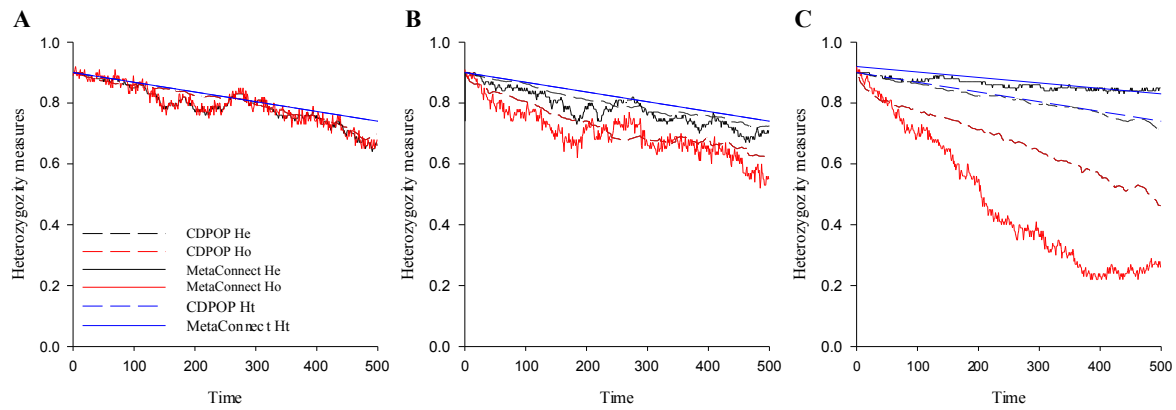 A
B
C
Heterozygozity measures
1.0
0.8
0.6
0.4
0.2
0.0
CDPOP He
CDPOP Ho
MetaConnect He
MetaConnect Ho
CDPOP Ht
MetaConnect Ht
0 100 200 300 400 500
Time
Heterozygozity measures
1.0
0.8
0.6
0.4
0.2
0.0
0 100 200 300 400 500
Time
Heterozygozity measures
1.0
0.8
0.6
0.4
0.2
0.0
0 100 200 300 400 500
Time